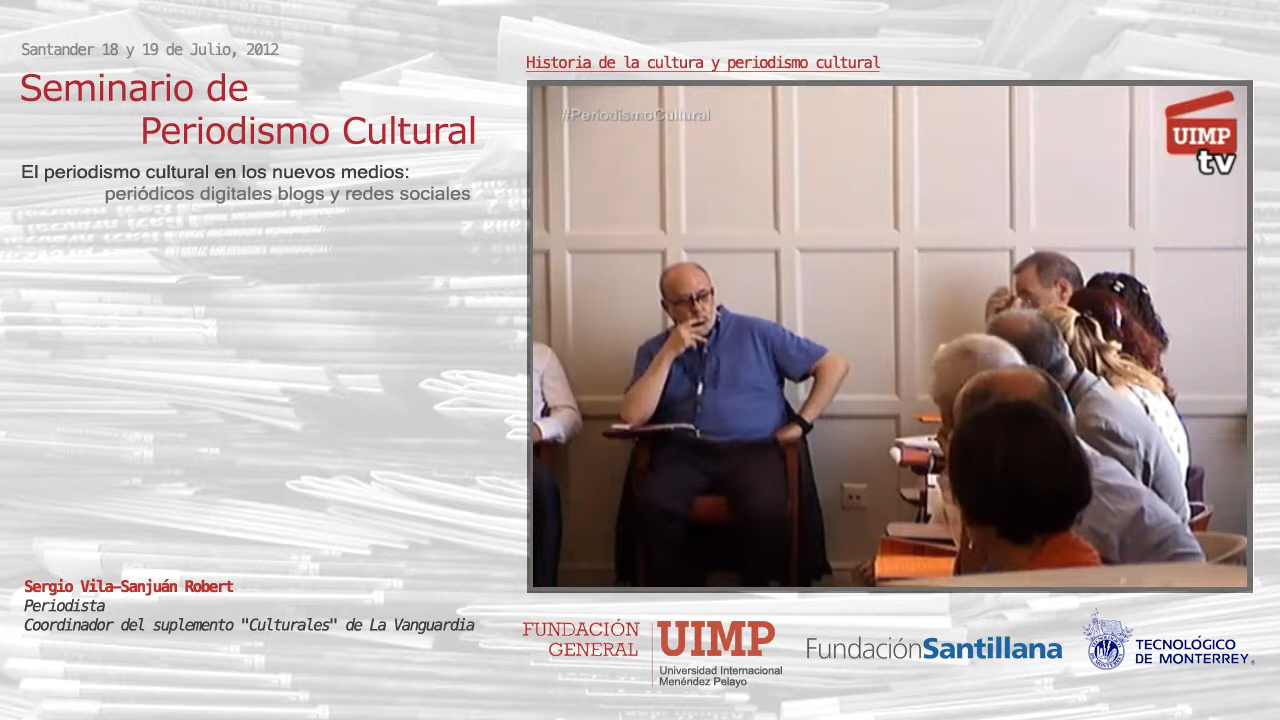 Santander 18 y 19 de Julio, 2012
Seminario de
Periodismo Cultural
El periodismo cultural en los nuevos medios:
periódicos digitales blogs y redes sociales
Historia de la cultura y periodismo cultural
#PeriodismoCultural
UIMP
tv
Sergio Vila-Sanjuán Robert
Periodista
Coordinador del suplemento "Culturales" de La Vanguardia
FUNDACIÓN
GENERAL
UIMP
Universidad Internacional
Menéndez Pelayo
FundaciónSantillana
TECNOLÓGICO
DE MONTERREY®